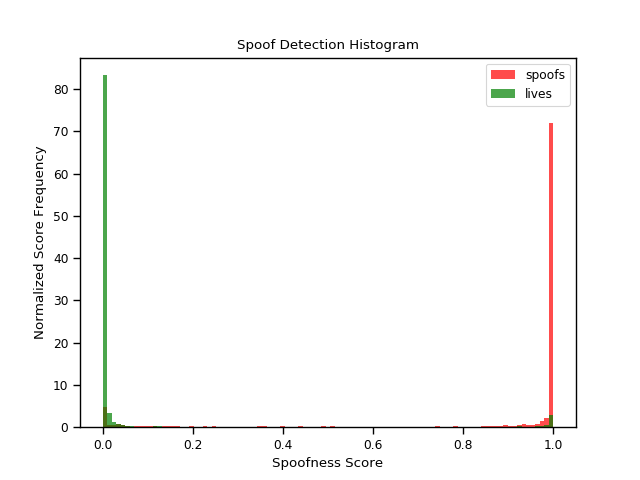 Spoof Detection Histogram
spoofs
lives
Normalized Score Frequency
80
70
60
50
40
30
20
10
0
0.0 0.2 0.4 0.6 0.8 1.0
Spoofness Score